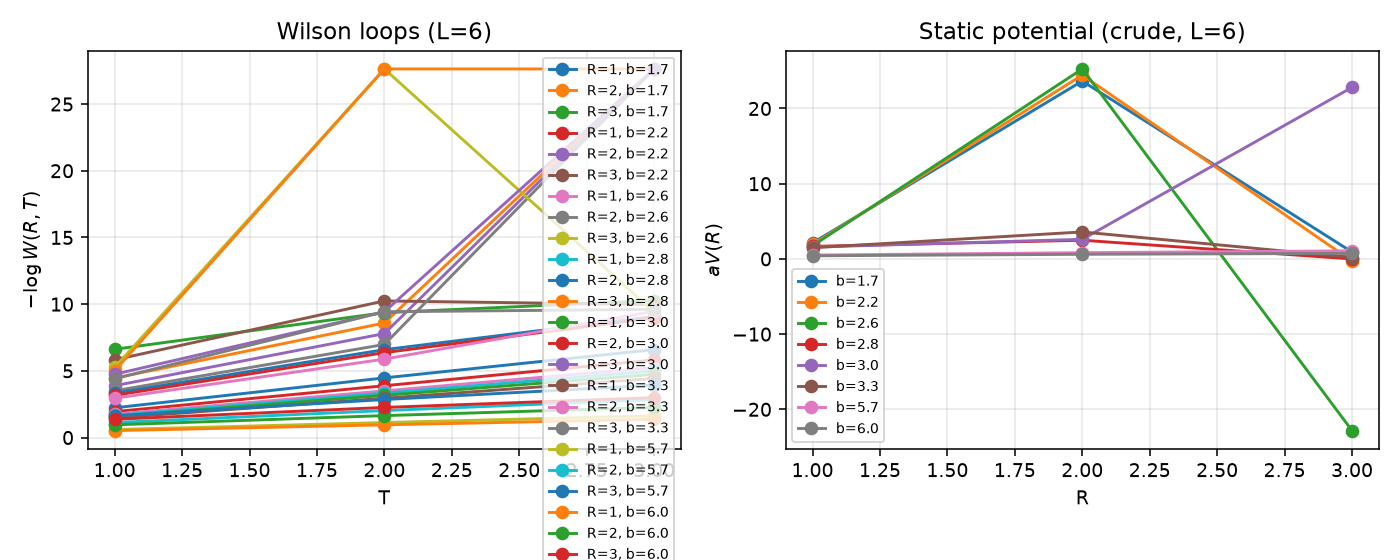 Wilson loops (L=6)
−log W(R, T)
25
20
15
10
5
0
1.00 1.25 1.50 1.75 2.00 2.25 2.50 2.75 3.00
T
R=1, b=1.7
R=2, b=1.7
R=3, b=1.7
R=1, b=2.2
R=2, b=2.2
R=3, b=2.2
R=1, b=2.6
R=2, b=2.6
R=3, b=2.6
R=1, b=2.8
R=2, b=2.8
R=3, b=2.8
R=1, b=3.0
R=2, b=3.0
R=3, b=3.0
R=1, b=3.3
R=2, b=3.3
R=3, b=3.3
R=1, b=5.7
R=2, b=5.7
R=3, b=5.7
R=1, b=6.0
R=2, b=6.0
R=3, b=6.0
Static potential (crude, L=6)
aV(R)
20
10
0
−10
−20
b=1.7
b=2.2
b=2.6
b=2.8
b=3.0
b=3.3
b=5.7
b=6.0
1.00 1.25 1.50 1.75 2.00 2.25 2.50 2.75 3.00
R